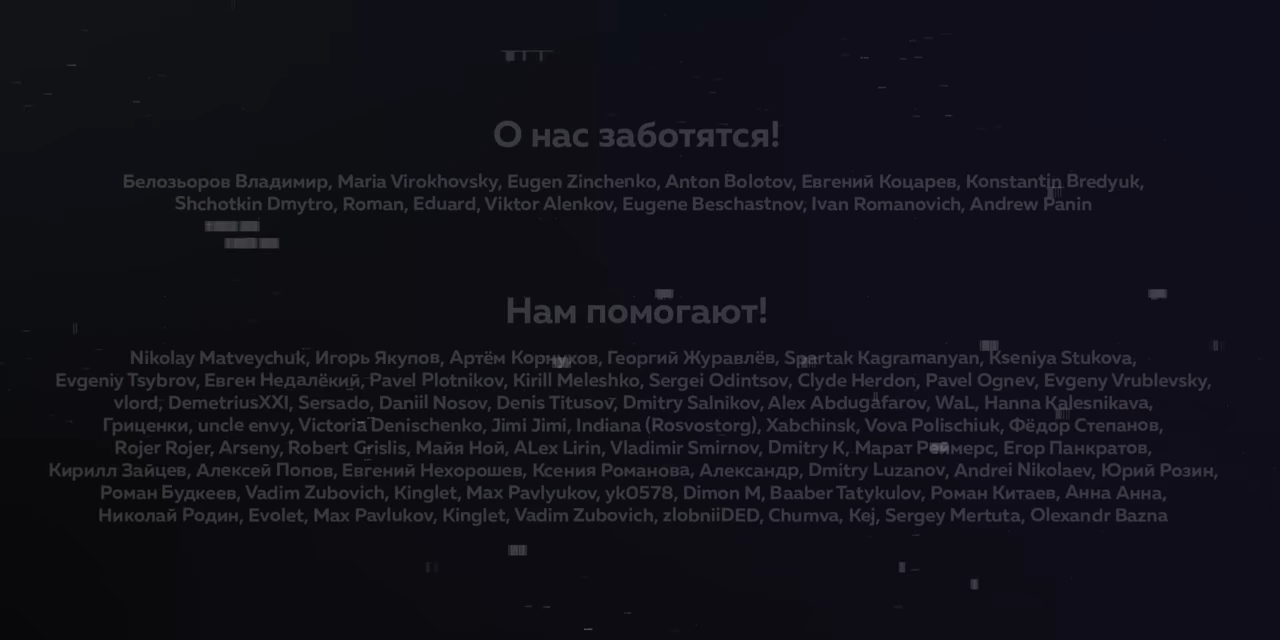 О нас заботятся!
Белозьоров Владимир, Maria Virokhovsky, Eugen Zinchenko, Anton Bolotov, Евгений Коцарев, Konstantin Bredyuk,
Shchotkin Dmytro, Roman, Eduard, Viktor Alenkov, Eugene Beschastnov, Ivan Romanovich, Andrew Panin
Нам помогают!
Nikolay Matveychuk, Игорь Якупов, Артём Корнуков, Георгий Журавлёв, Spartak Kagramanyan, Kseniya Stukova,
Evgeniy Tsybrov, Евген Недалёкий, Pavel Plotnikov, Kirill Meleshko, Sergei Odintsov, Clyde Herdon, Pavel Ognev, Evgeny Vrublevsky,
vlord, DemetriusXXI, Sersado, Daniil Nosov, Denis Titusov, Dmitry Salnikov, Alex Abdugafarov, WaL, Hanna Kalesnikava,
Гриценки, uncle envy, Victoria Denischenko, Jimi Jimi, Indiana (Rosvostorg), Xabchinsk, Vova Polischiuk, Фёдор Степанов,
Rojer Rojer, Arseny, Robert Grislis, Майя Ной, ALex Lirin, Vladimir Smirnov, Dmitry K, Марат Реймерс, Егор Панкратов,
Кирилл Зайцев, Алексей Попов, Евгений Нехорошев, Ксения Романова, Александр, Dmitry Luzanov, Andrei Nikolaev, Юрий Розин,
Роман Будкеев, Vadim Zubovich, Kinglet, Max Pavlyukov, yk0578, Dimon M, Baaber Tatykulov, Роман Китаев, Анна Анна,
Николай Родин, Evolet, Max Pavlukov, Kinglet, Vadim Zubovich, zlobniiDED, Chumva, Kej, Sergey Mertuta, Olexandr Bazna